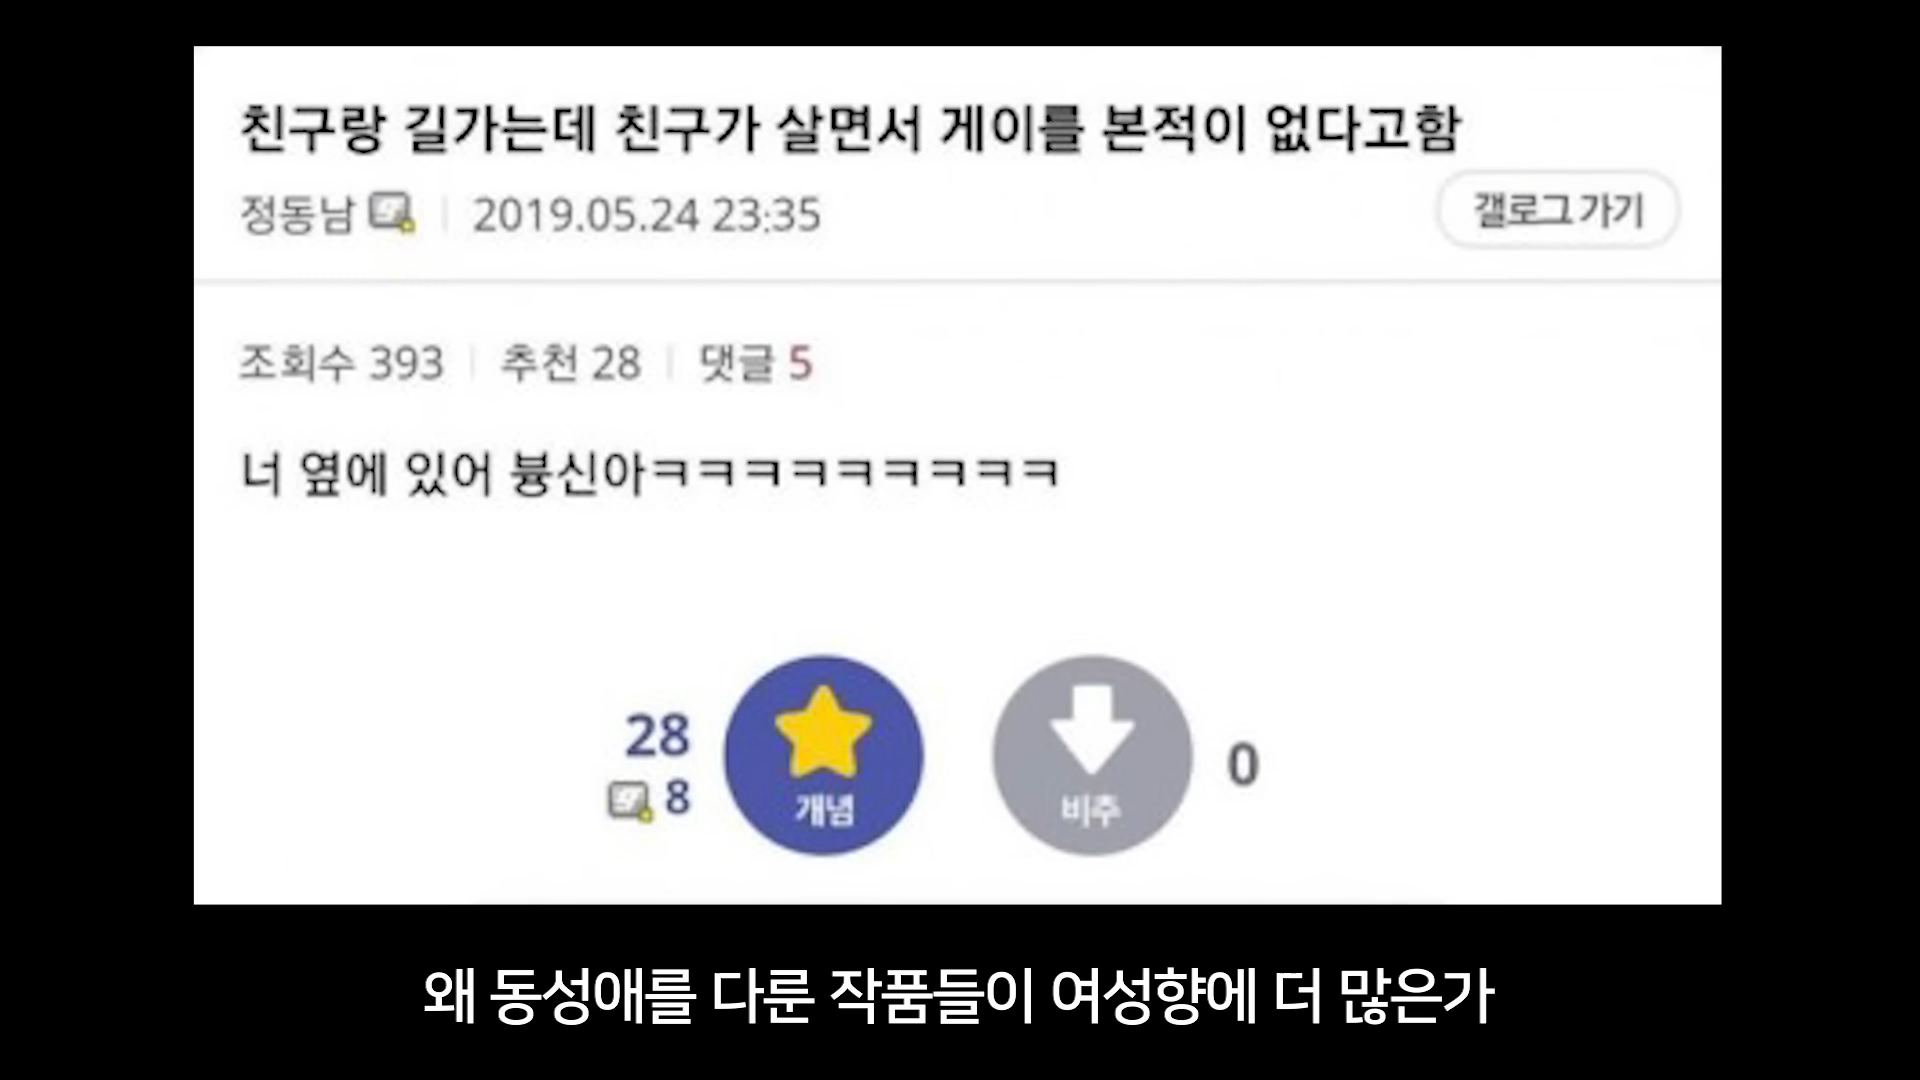 친구랑 길가는데 친구가 살면서 게이를 본적이 없다고함
정동남 2019.05.24 23:35
갤로그 가기
조회수 393 추천 28 댓글 5
너 옆에 있어 븅신아ㅋㅋㅋㅋㅋㅋㅋㅋㅋ
28
8
개념
비추
0
왜 동성애를 다룬 작품들이 여성향에 더 많은가